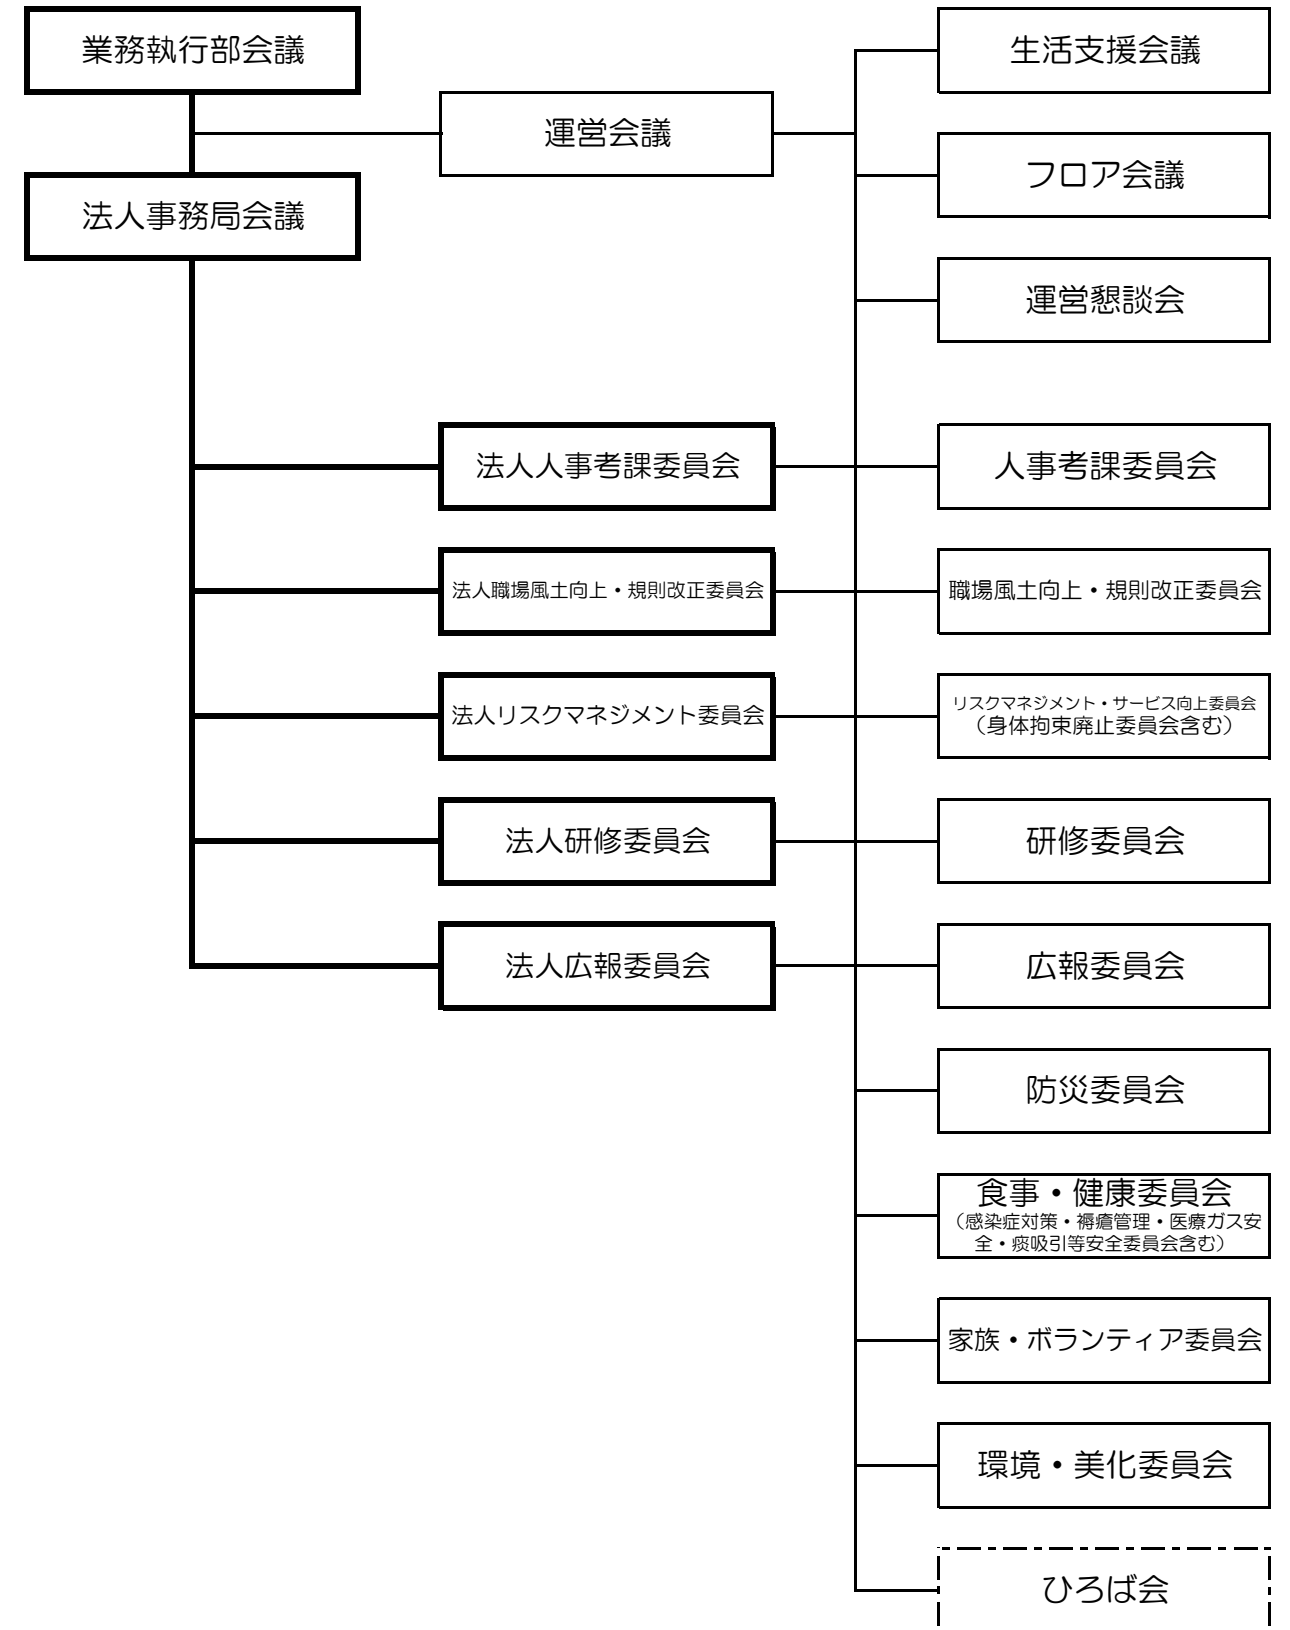 業務執行部会議
生活支援会議
運営会議
フロア会議
法人事務局会議
運営懇談会
法人人事考課委員会
人事考課委員会
法人職場風土向上・規則改正委員会
職場風土向上・規則改正委員会
法人リスクマネジメント委員会
リスクマネジメント・サービス向上委員会
（身体拘束廃止委員会含む）
法人研修委員会
研修委員会
法人広報委員会
広報委員会
防災委員会
食事・健康委員会
（感染症対策・褥瘡管理・医療ガス安
全・痰吸引等安全委員会含む）
家族・ボランティア委員会
環境・美化委員会
ひろば会